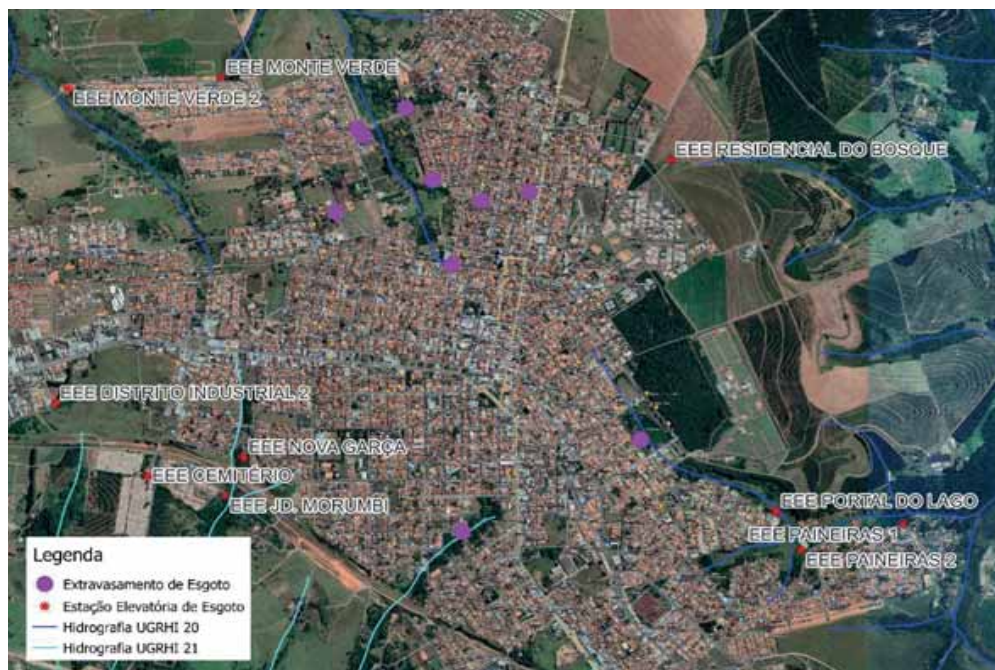 EEE MONTE VERDE
EEE MONTE VERDE 2
EEE RESIDENCIAL DO BOSQUE
EEE DISTRITO INDUSTRIAL 2
EEE NOVA GARÇA
EEE CEMITÉRIO
EEE JD. MORUMBI
EEE PORTAL DO LAGO
EEE PAINEIRAS 1
EEE PAINEIRAS 2
Legenda
Extravasamento de Esgoto
Estação Elevatória de Esgoto
Hidrografia UGRHI 20
Hidrografia UGRHI 21